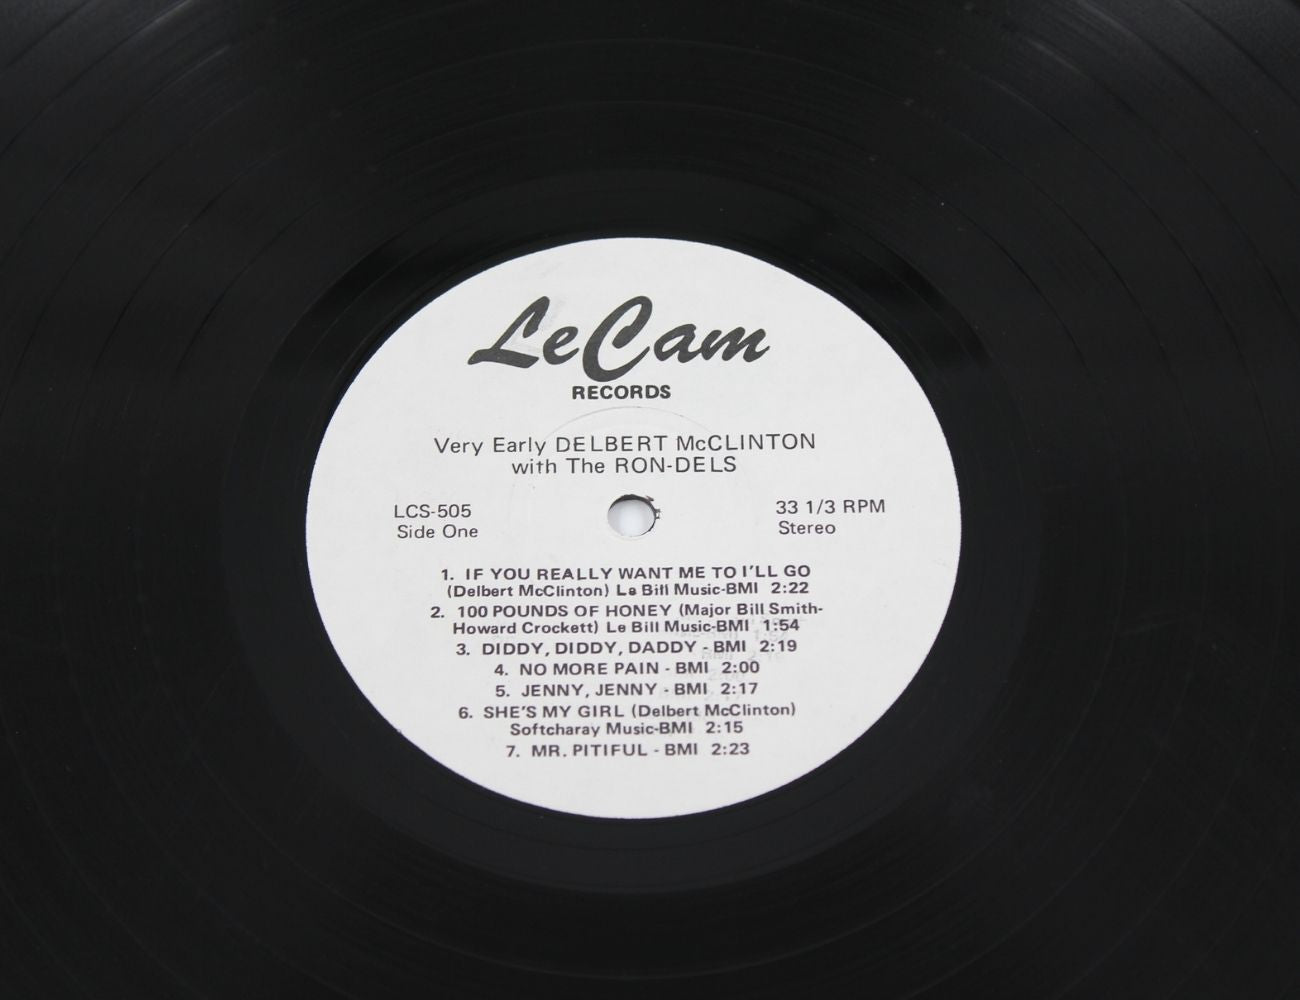 LeCam
RECORDS
Very Early DELBERT McCLINTON
with The RON-DELS
LCS-505
Side One
33 1/3 RPM
Stereo
1. IF YOU REALLY WANT ME TO I'LL GO
(Delbert McClinton) Le Bill Music-BMI 2:22
2. 100 POUNDS OF HONEY (Major Bill Smith-
Howard Crockett) Le Bill Music-BMI 1:54
3. DIDDY, DIDDY, DADDY - BMI 2:19
4. NO MORE PAIN - BMI 2:00
5. JENNY, JENNY - BMI 2:17
6. SHE'S MY GIRL (Delbert McClinton)
Softcharay Music-BMI 2:15
7. MR. PITIFUL - BMI 2:23